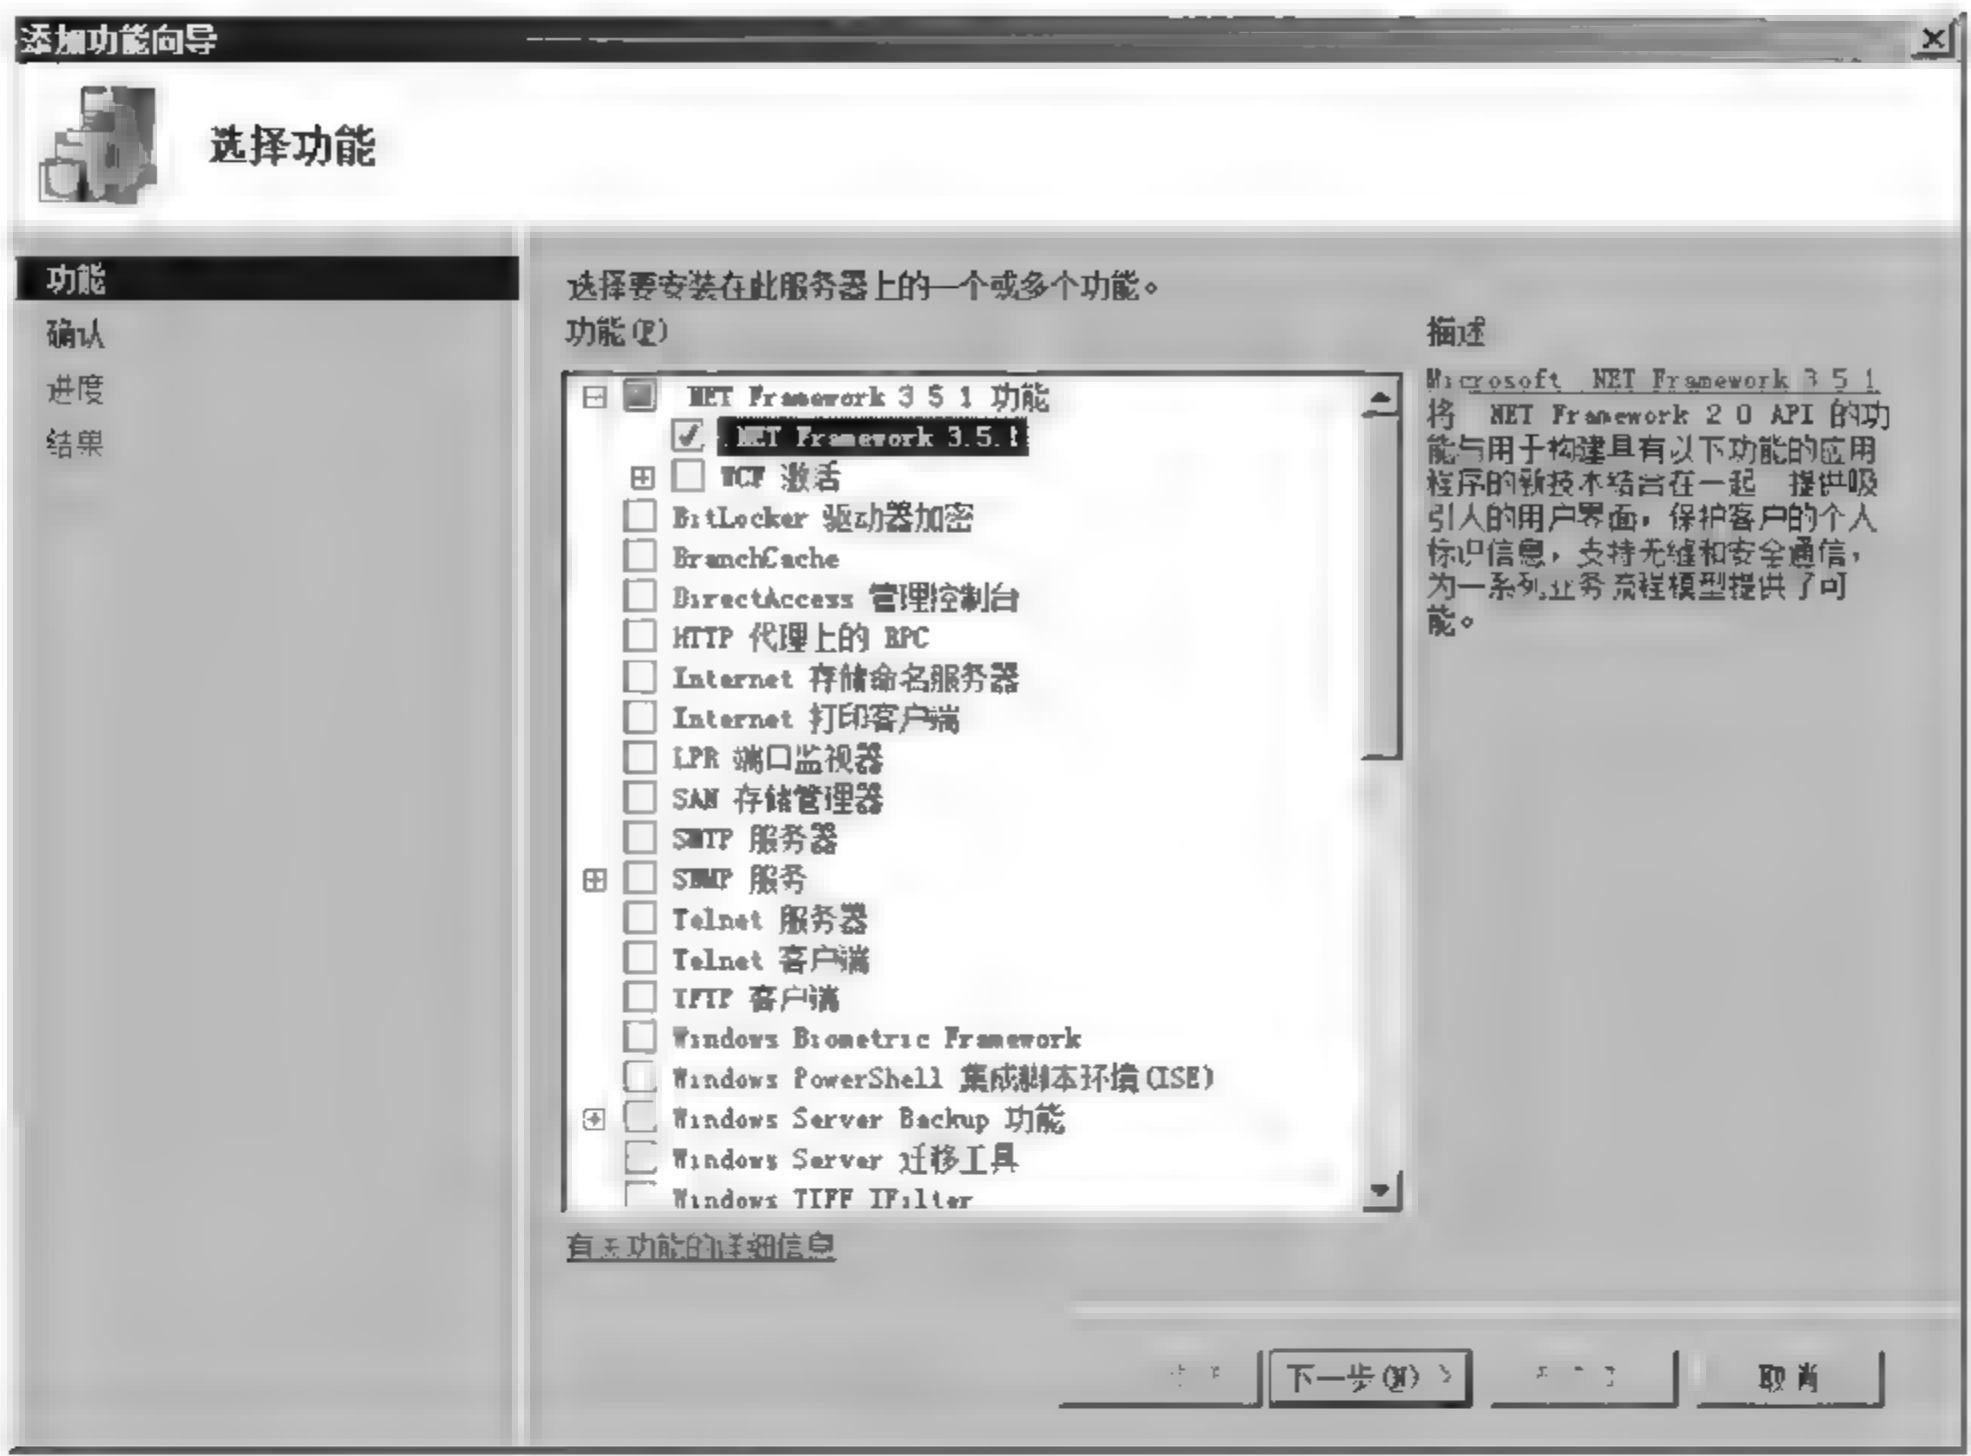 添加功能向导
选择功能
功能
确认
进度
结果
选择要安装在此服务器上的一个或多个功能。
功能(F)
.NET Framework 3.5.1 功能
.NET Framework 3.5.1
WCF 激活
BitLocker 驱动器加密
BranchCache
DirectAccess 管理控制台
HTTP 代理上的 RPC
Internet 存储命名服务器
Internet 打印客户端
LPR 端口监视器
SAN 存储管理器
SMTP 服务器
SNMP 服务
Telnet 服务器
Telnet 客户端
TFTP 客户端
Windows Biometric Framework
Windows PowerShell 集成脚本环境(ISE)
Windows Server Backup 功能
Windows Server 迁移工具
Windows TIFF IFilter
有关功能的详细信息
描述
Microsoft .NET Framework 3.5.1
将 .NET Framework 2.0 API 的功
能与用于构建具有以下功能的应用
程序的新技术结合在一起 提供吸
引人的用户界面，保护客户的个人
标识信息，支持无缝和安全通信，
为一系列业务流程模型提供了可
能。
下一步(N) >
取消